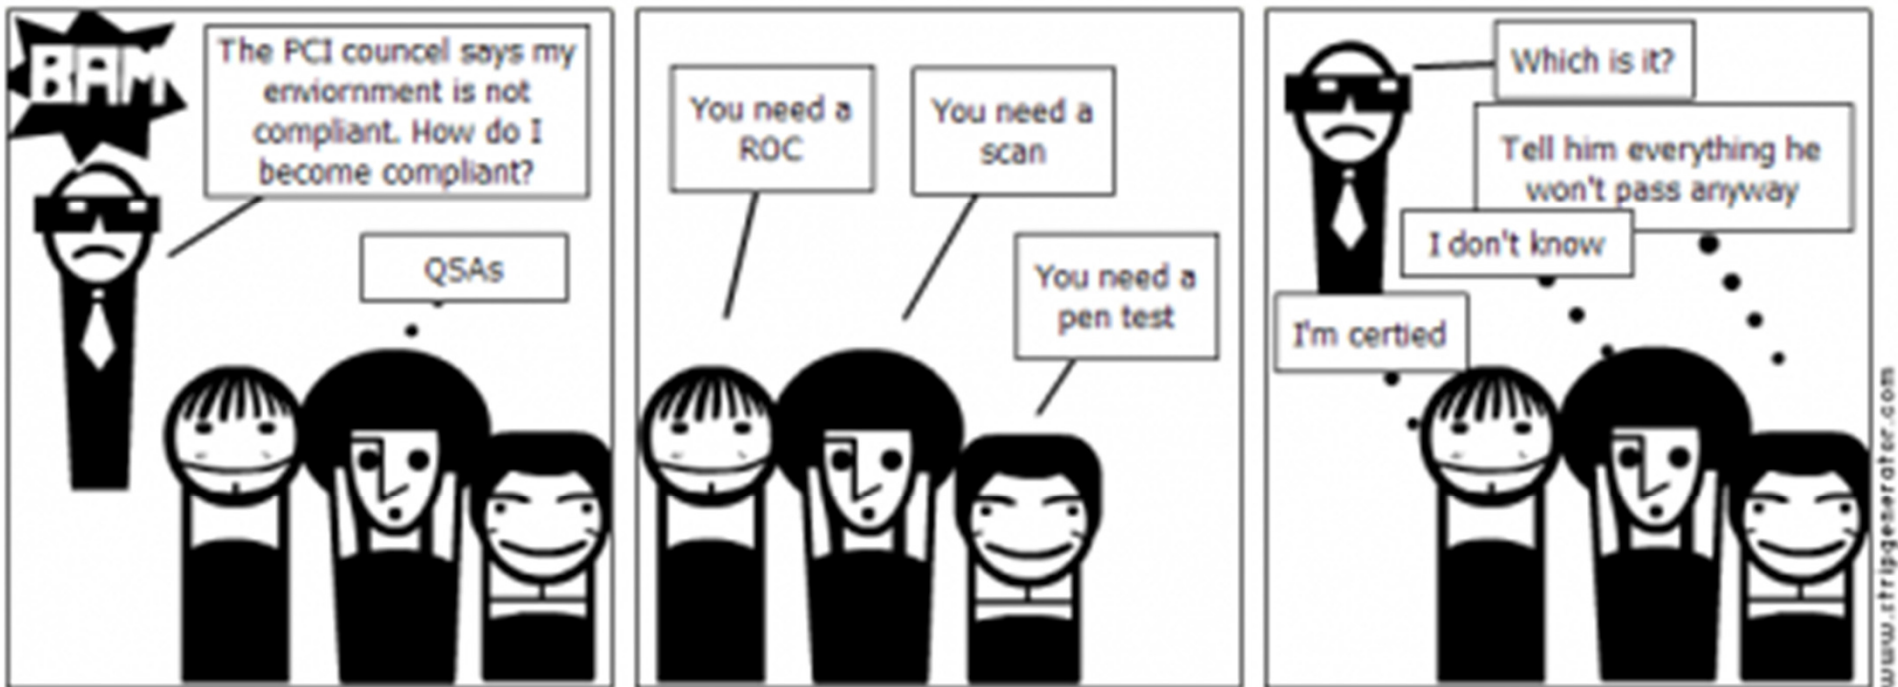 BAM
The PCI councel says my
enviornment is not
compliant. How do I
become compliant?
QSAs
You need a
ROC
You need a
scan
You need a
pen test
Which is it?
Tell him everything he
won't pass anyway
I don't know
I'm certied
www.stripgenerator.com